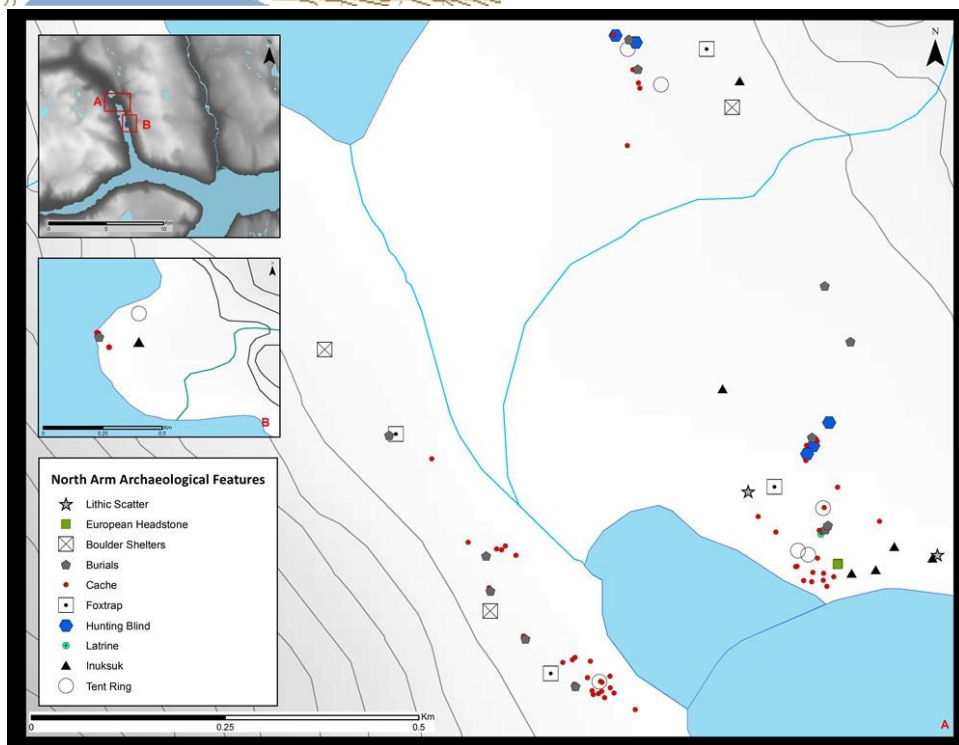 N
A
B
0 5 10 Km
N
0 0.25 0.5 Km
B
North Arm Archaeological Features
Lithic Scatter
European Headstone
Boulder Shelters
Burials
Cache
Foxtrap
Hunting Blind
Latrine
Inuksuk
Tent Ring
0 0.25 0.5 Km
N
A